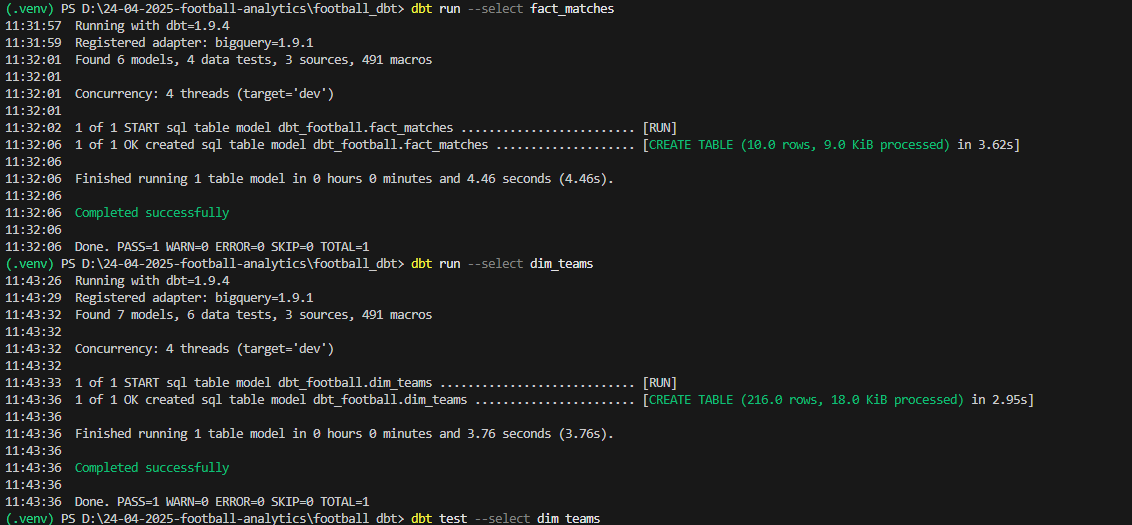 (.venv) PS D:\24-04-2025-football-analytics\football_dbt> dbt run --select fact_matches
11:31:57  Running with dbt=1.9.4
11:31:59  Registered adapter: bigquery=1.9.1
11:32:01  Found 6 models, 4 data tests, 3 sources, 491 macros
11:32:01
11:32:01  Concurrency: 4 threads (target='dev')
11:32:01
11:32:02  1 of 1 START sql table model dbt_football.fact_matches ......................... [RUN]
11:32:06  1 of 1 OK created sql table model dbt_football.fact_matches .................... [CREATE TABLE (10.0 rows, 9.0 KiB processed) in 3.62s]
11:32:06
11:32:06  Finished running 1 table model in 0 hours 0 minutes and 4.46 seconds (4.46s).
11:32:06
11:32:06  Completed successfully
11:32:06
11:32:06  Done. PASS=1 WARN=0 ERROR=0 SKIP=0 TOTAL=1
(.venv) PS D:\24-04-2025-football-analytics\football_dbt> dbt run --select dim_teams
11:43:26  Running with dbt=1.9.4
11:43:29  Registered adapter: bigquery=1.9.1
11:43:32  Found 7 models, 6 data tests, 3 sources, 491 macros
11:43:32
11:43:32  Concurrency: 4 threads (target='dev')
11:43:32
11:43:33  1 of 1 START sql table model dbt_football.dim_teams ............................ [RUN]
11:43:36  1 of 1 OK created sql table model dbt_football.dim_teams ....................... [CREATE TABLE (216.0 rows, 18.0 KiB processed) in 2.95s]
11:43:36
11:43:36  Finished running 1 table model in 0 hours 0 minutes and 3.76 seconds (3.76s).
11:43:36
11:43:36  Completed successfully
11:43:36
11:43:36  Done. PASS=1 WARN=0 ERROR=0 SKIP=0 TOTAL=1
(.venv) PS D:\24-04-2025-football-analytics\football_dbt> dbt test --select dim_teams